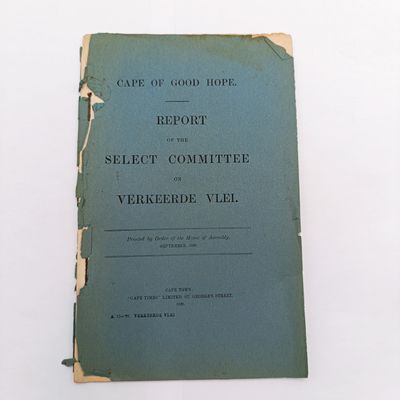 CAPE OF GOOD HOPE.
REPORT
OF THE
SELECT COMMITTEE
ON
VERKEERDE VLEI.
Printed by Order of the House of Assembly.
SEPTEMBER,
CAPE TOWN:
"CAPE TIMES" LIMITED, ST. GEORGE'S STREET.
VERKEERDE VLEI